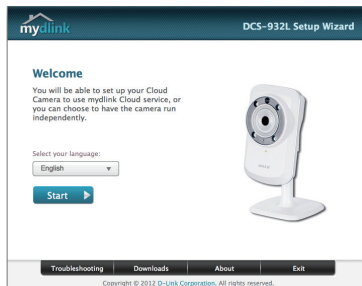 mydlink
DCS-932L Setup Wizard
Welcome
You will be able to set up your Cloud
Camera to use mydlink Cloud service, or
you can choose to have the camera run
independently.
Select your language:
English
Start
Troubleshooting Downloads About Exit
Copyright © 2012 D-Link Corporation. All rights reserved.